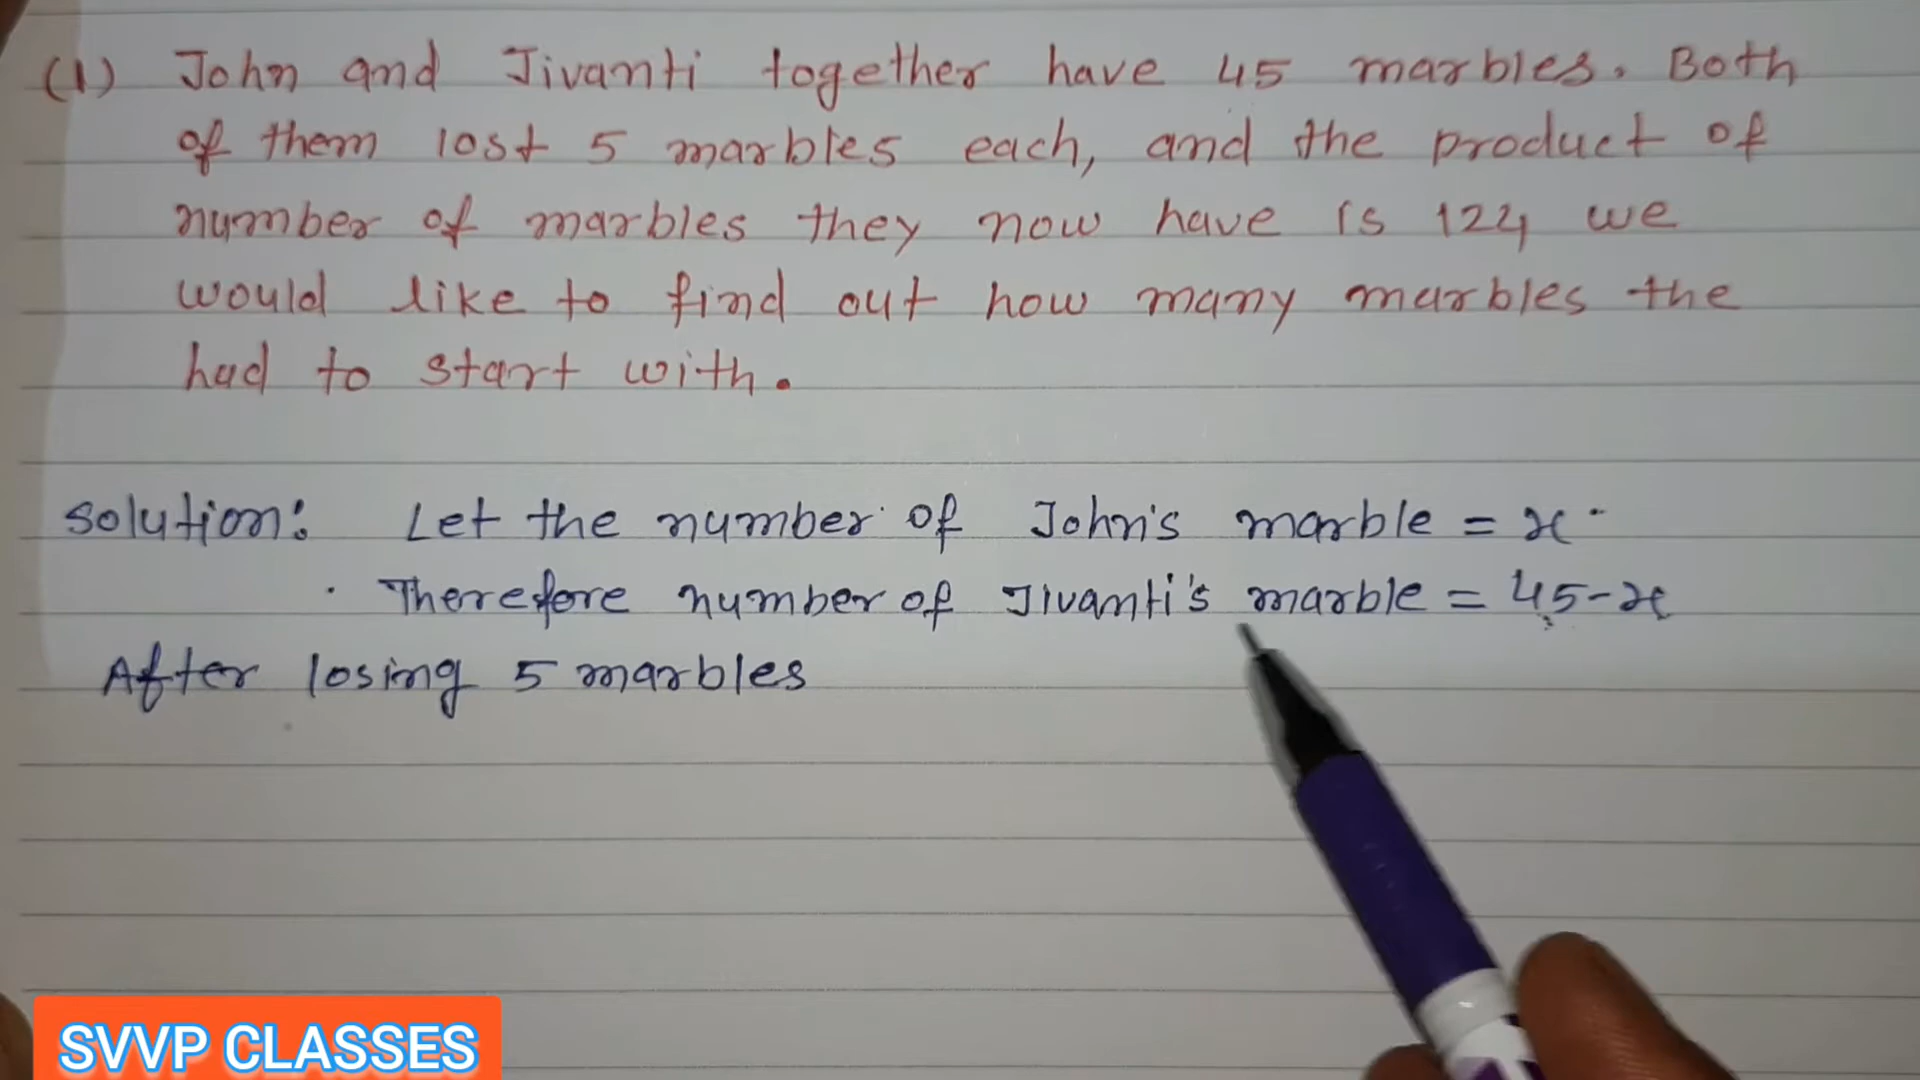 (1) John and Jivanti together have 45 marbles. Both
of them lost 5 marbles each, and the product of
number of marbles they now have is 124 we
would like to find out how many marbles the
had to start with.
Solution: Let the number of John's marble = x
Therefore number of Jivanti's marble = 45-x
After losing 5 marbles
SVVP CLASSES